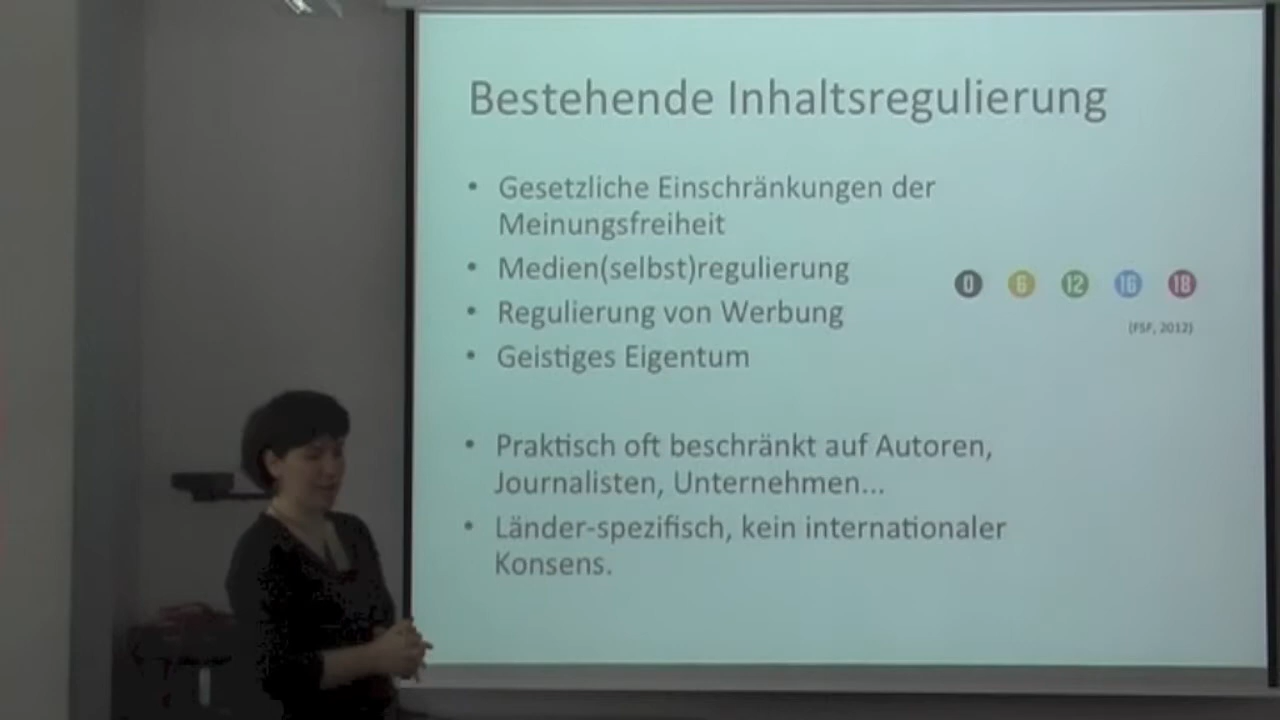 Bestehende Inhaltsregulierung
• Gesetzliche Einschränkungen der
Meinungsfreiheit
• Medien(selbst)regulierung
• Regulierung von Werbung
• Geistiges Eigentum
0 6 12 16 18
(FSF, 2012)
• Praktisch oft beschränkt auf Autoren,
Journalisten, Unternehmen...
• Länder-spezifisch, kein internationaler
Konsens.